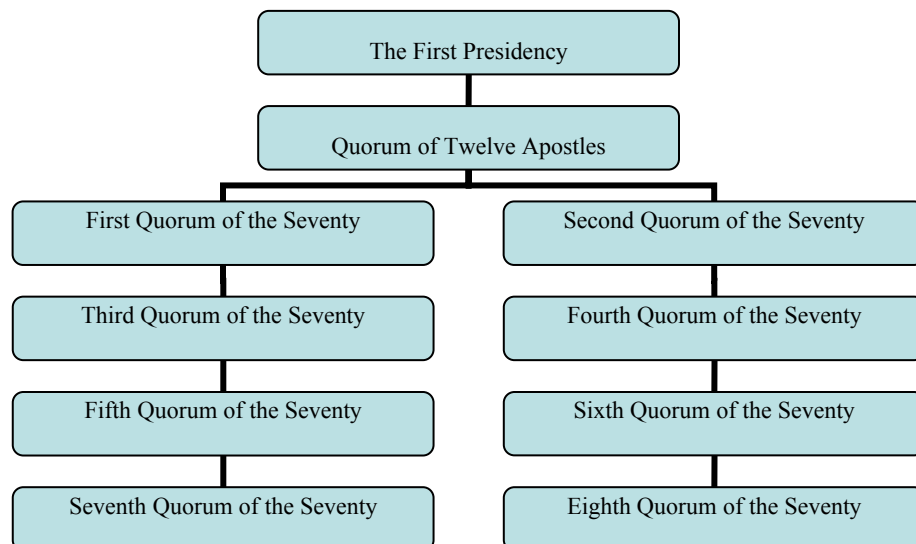 The First Presidency
Quorum of Twelve Apostles
First Quorum of the Seventy
Second Quorum of the Seventy
Third Quorum of the Seventy
Fourth Quorum of the Seventy
Fifth Quorum of the Seventy
Sixth Quorum of the Seventy
Seventh Quorum of the Seventy
Eighth Quorum of the Seventy